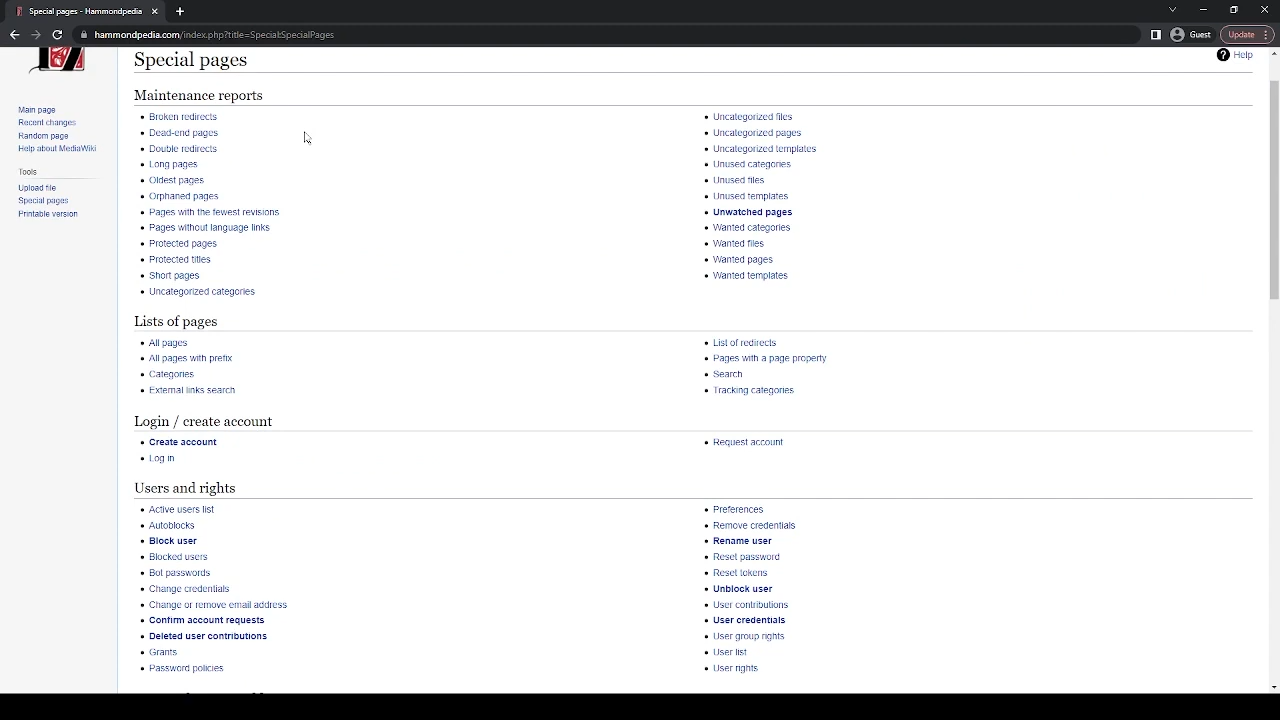 Special pages - Hammondpedia
hammondpedia.com/index.php?title=Special:SpecialPages
Guest
Update
Main page
Recent changes
Random page
Help about MediaWiki
Tools
Upload file
Special pages
Printable version
Special pages
Help
Maintenance reports
Broken redirects
Dead-end pages
Double redirects
Long pages
Oldest pages
Orphaned pages
Pages with the fewest revisions
Pages without language links
Protected pages
Protected titles
Short pages
Uncategorized categories
Uncategorized files
Uncategorized pages
Uncategorized templates
Unused categories
Unused files
Unused templates
Unwatched pages
Wanted categories
Wanted files
Wanted pages
Wanted templates
Lists of pages
All pages
All pages with prefix
Categories
External links search
List of redirects
Pages with a page property
Search
Tracking categories
Login / create account
Create account
Log in
Request account
Users and rights
Active users list
Autoblocks
Block user
Blocked users
Bot passwords
Change credentials
Change or remove email address
Confirm account requests
Deleted user contributions
Grants
Password policies
Preferences
Remove credentials
Rename user
Reset password
Reset tokens
Unblock user
User contributions
User credentials
User group rights
User list
User rights